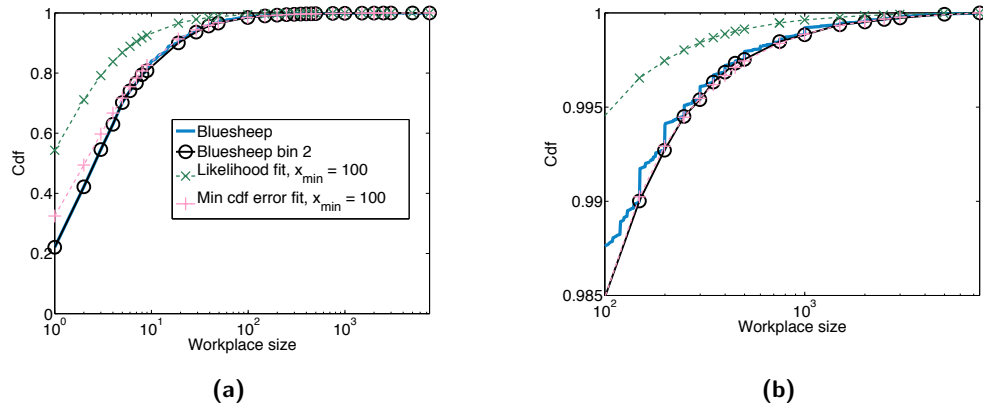 1
0.8
0.6
0.4
0.2
0
10^0
10^1
10^2
10^3
Cdf
Workplace size
Bluesheep
Bluesheep bin 2
Likelihood fit, x_min = 100
Min cdf error fit, x_min = 100
(a)
1
0.995
0.99
0.985
10^2
10^3
Cdf
Workplace size
(b)